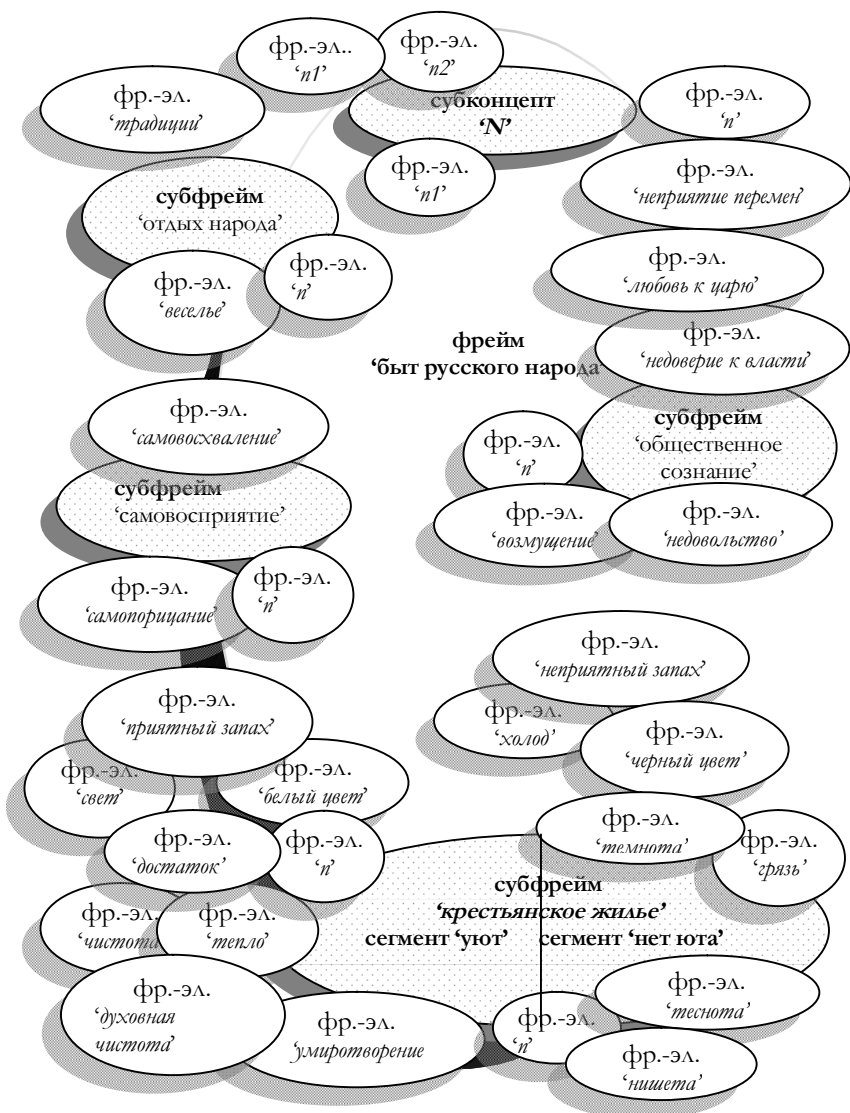 фр.-эл..
‘n1’
фр.-эл.
‘n2’
фр.-эл.
‘традиции’
субконцепт
‘N’
фр.-эл.
‘n’
фр.-эл.
‘n1’
фр.-эл.
‘неприятие перемен’
субфрейм
‘отдых народа’
фр.-эл.
‘n’
фр.-эл.
‘веселье’
фр.-эл.
‘любовь к царю’
фрейм
‘быт русского народа’
фр.-эл.
‘недоверие к власти’
фр.-эл.
‘самовосхваление’
субфрейм
‘общественное
сознание’
фр.-эл.
‘n’
субфрейм
‘самовосприятие’
фр.-эл.
‘возмущение’
фр.-эл.
‘недовольство’
фр.-эл.
‘самопорицание’
фр.-эл.
‘n’
фр.-эл.
‘неприятный запах’
фр.-эл.
‘приятный запах’
фр.-эл.
‘холод’
фр.-эл.
‘черный цвет’
фр.-эл.
‘свет’
фр.-эл.
‘белый цвет’
фр.-эл.
‘достаток’
фр.-эл.
‘n’
фр.-эл.
‘темнота’
фр.-эл.
‘грязь’
субфрейм
‘крестьянское жилье’
сегмент ‘уют’
сегмент ‘нет юта’
фр.-эл.
‘чистота’
фр.-эл.
‘тепло’
фр.-эл.
‘духовная
чистота’
фр.-эл.
‘умиротворение
фр.-эл.
‘n’
фр.-эл.
‘теснота’
фр.-эл.
‘нищета’